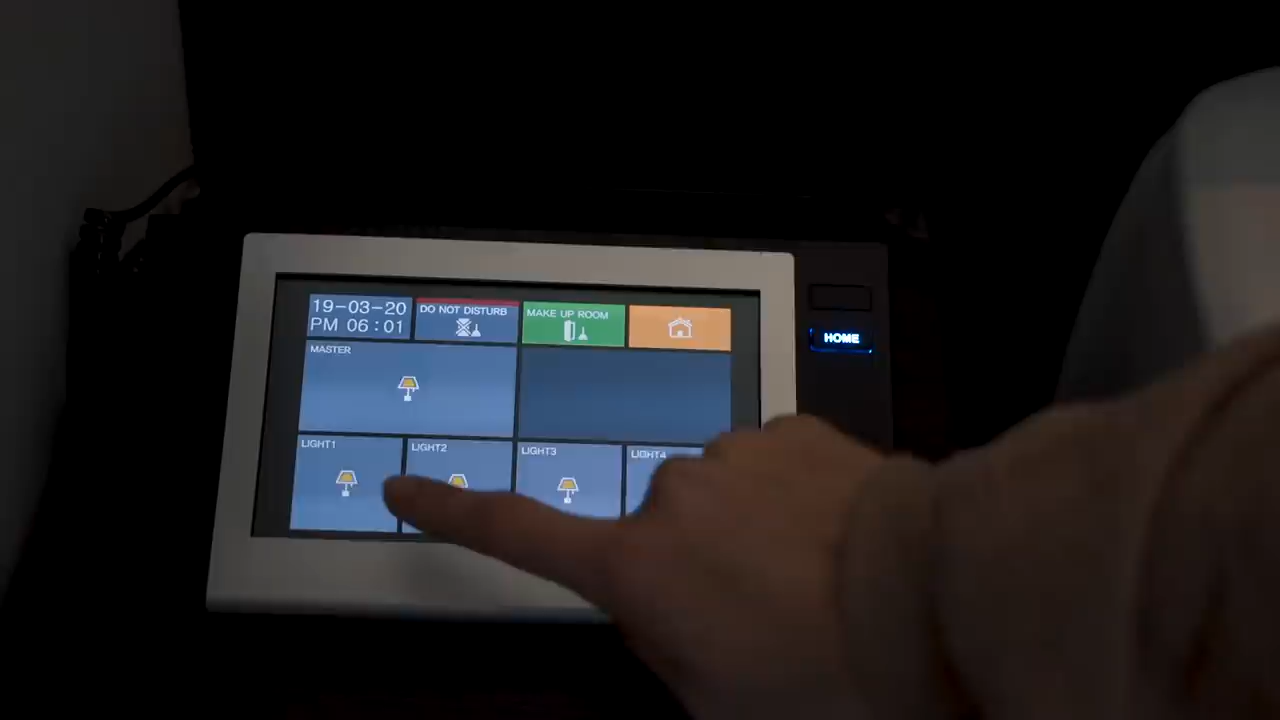 19-03-20
PM 06:01
DO NOT DISTURB
MAKE UP ROOM
HOME
MASTER
LIGHT1
LIGHT2
LIGHT3
LIGHT4